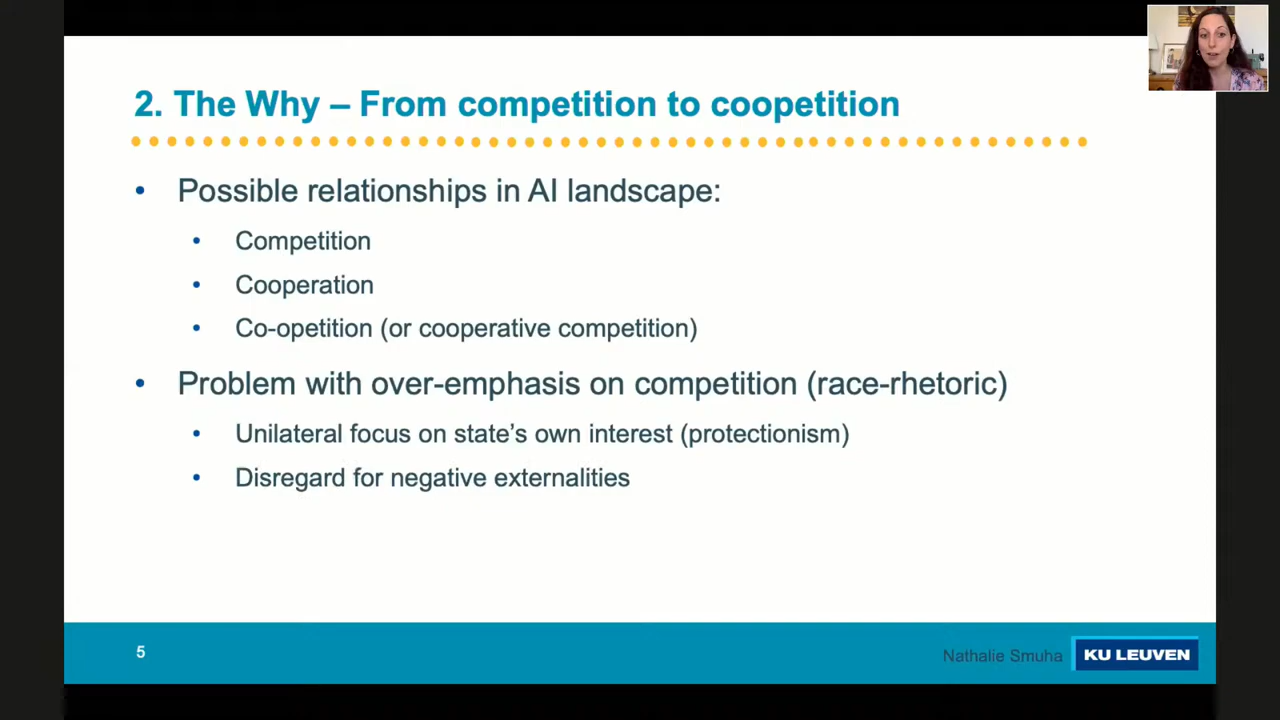 2. The Why – From competition to coopetition
• Possible relationships in AI landscape:
• Competition
• Cooperation
• Co-opetition (or cooperative competition)
• Problem with over-emphasis on competition (race-rhetoric)
• Unilateral focus on state's own interest (protectionism)
• Disregard for negative externalities
5
Nathalie Smuha
KU LEUVEN